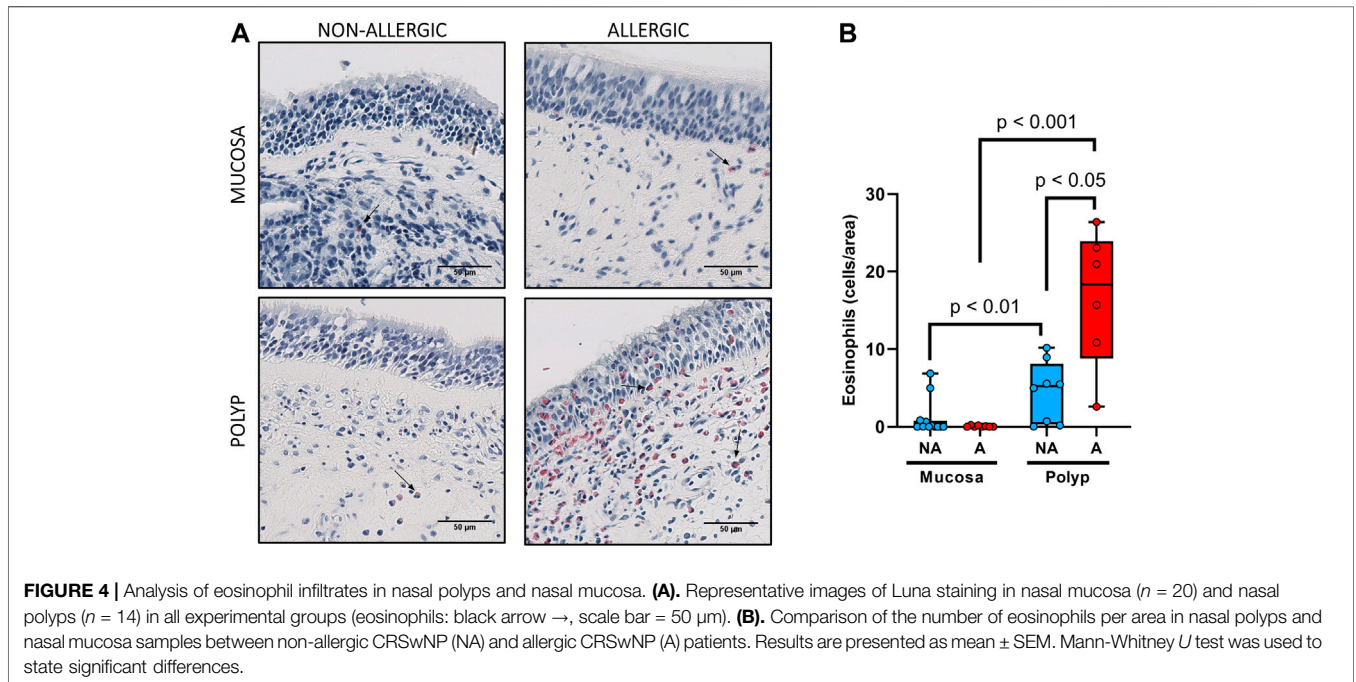 A
NON-ALLERGIC
ALLERGIC
MUCOSA
50 µm
50 µm
POLYP
50 µm
50 µm
B
p < 0.001
p < 0.05
p < 0.01
Eosinophils (cells/area)
30
20
10
0
NA
A
NA
A
Mucosa
Polyp
FIGURE 4 | Analysis of eosinophil infiltrates in nasal polyps and nasal mucosa. (A). Representative images of Luna staining in nasal mucosa (n = 20) and nasal
polyps (n = 14) in all experimental groups (eosinophils: black arrow →, scale bar = 50 µm). (B). Comparison of the number of eosinophils per area in nasal polyps and
nasal mucosa samples between non-allergic CRSwNP (NA) and allergic CRSwNP (A) patients. Results are presented as mean ± SEM. Mann-Whitney U test was used to
state significant differences.